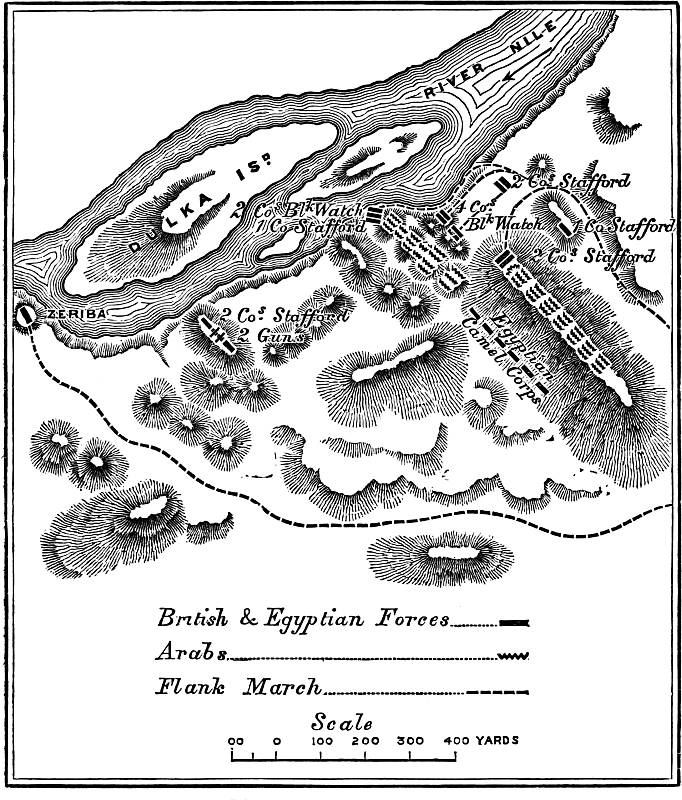 RIVER NILE
DULKA ISD
2 Cos Stafford
2 Cos Blk Watch
1 Co Stafford
4 Cos
Blk Watch
1 Co Stafford
2 Cos Stafford
ZERIBA
2 Cos Stafford
2 Guns
Egyptian
Camel Corps
British & Egyptian Forces
Arabs
Flank March
Scale
00 0 100 200 300 400 YARDS